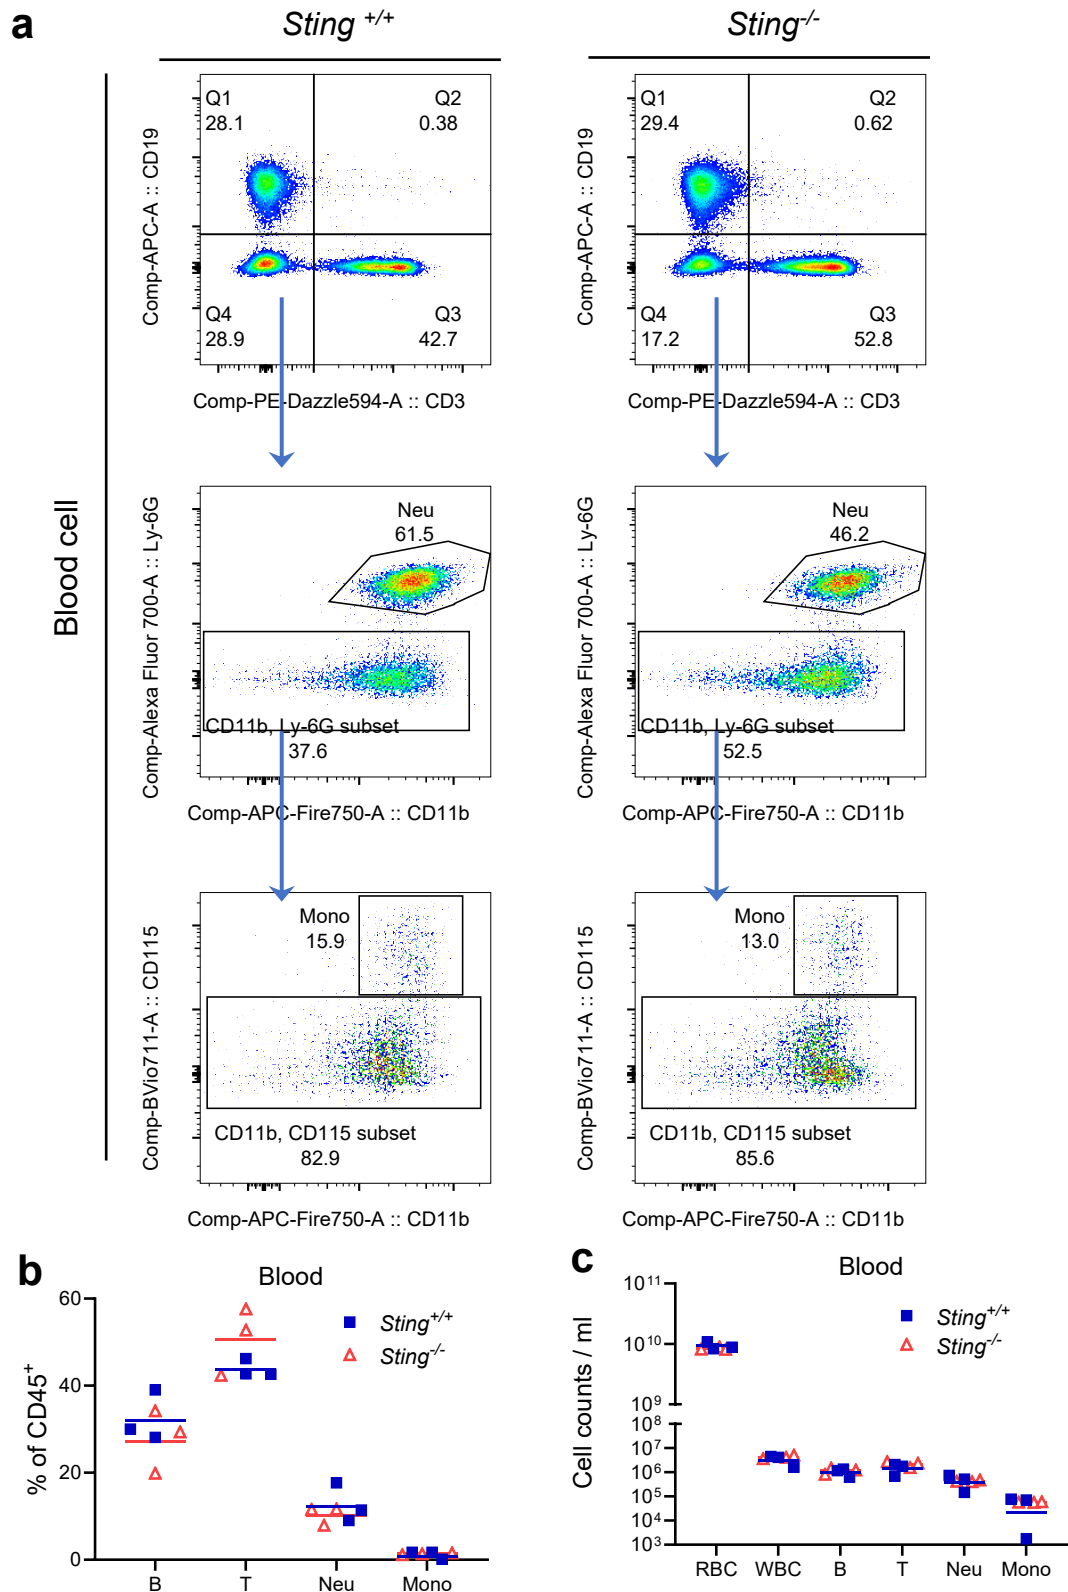 a
Sting +/+
Sting-/-
Blood cell
Comp-APC-A :: CD19
Q1
28.1
Q2
0.38
Q4
28.9
Q3
42.7
Comp-PE-Dazzle594-A :: CD3
Comp-APC-A :: CD19
Q1
29.4
Q2
0.62
Q4
17.2
Q3
52.8
Comp-PE-Dazzle594-A :: CD3
Comp-Alexa Fluor 700-A :: Ly-6G
Neu
61.5
CD11b, Ly-6G subset
37.6
Comp-APC-Fire750-A :: CD11b
Comp-Alexa Fluor 700-A :: Ly-6G
Neu
46.2
CD11b, Ly-6G subset
52.5
Comp-APC-Fire750-A :: CD11b
Comp-BVio711-A :: CD115
Mono
15.9
CD11b, CD115 subset
82.9
Comp-APC-Fire750-A :: CD11b
Comp-BVio711-A :: CD115
Mono
13.0
CD11b, CD115 subset
85.6
Comp-APC-Fire750-A :: CD11b
b
Blood
% of CD45+
60
40
20
0
Sting+/+
Sting-/-
B T Neu Mono
c
Blood
Cell counts / ml
10^11
10^10
10^9
10^8
10^7
10^6
10^5
10^4
10^3
Sting+/+
Sting-/-
RBC WBC B T Neu Mono